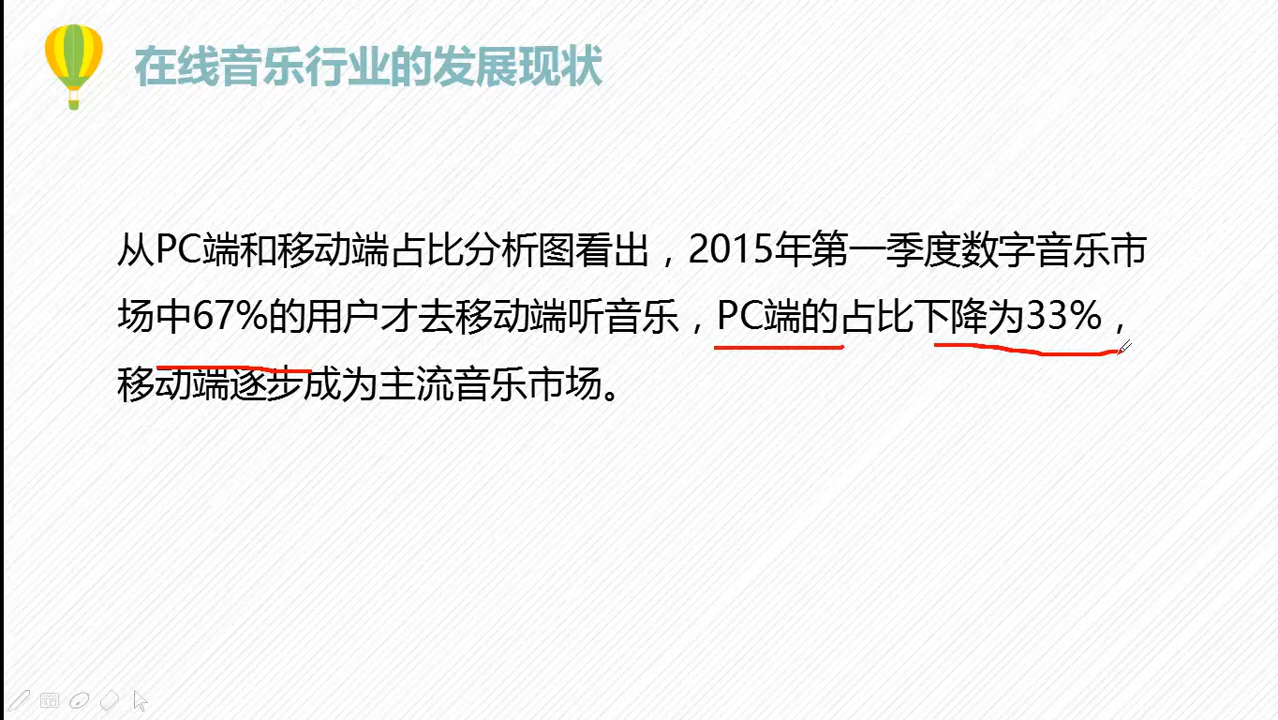 在线音乐行业的发展现状
从PC端和移动端占比分析图看出，2015年第一季度数字音乐市
场中67%的用户才去移动端听音乐，PC端的占比下降为33%，
移动端逐步成为主流音乐市场。